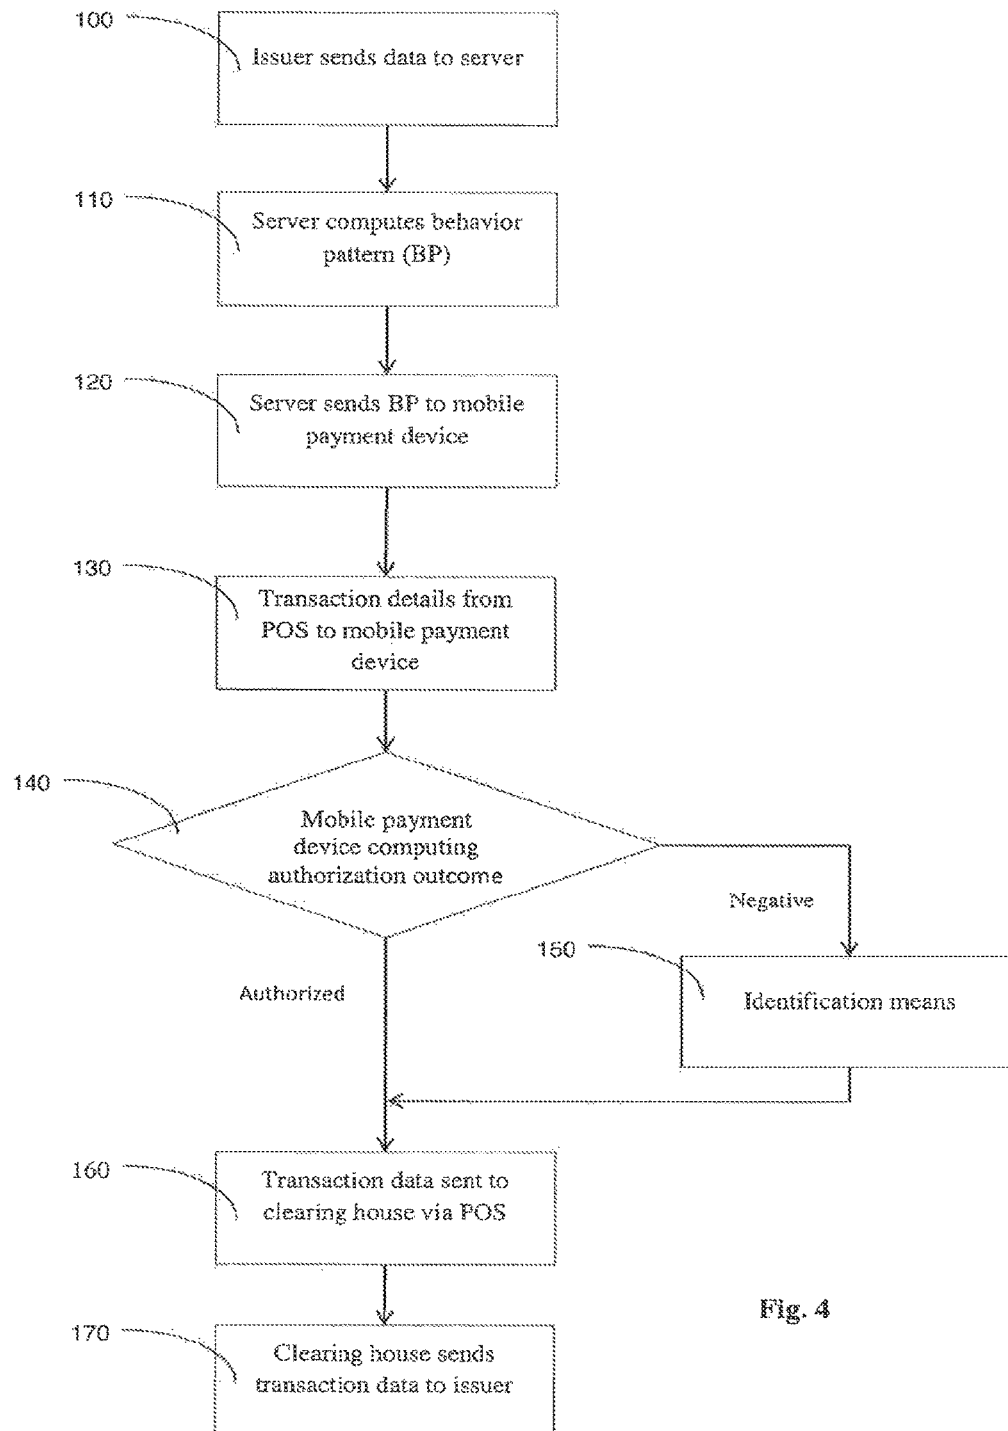 100
Issuer sends data to server
110
Server computes behavior
pattern (BP)
120
Server sends BP to mobile
payment device
130
Transaction details from
POS to mobile payment
device
140
Mobile payment
device computing
authorization outcome
Negative
150
Authorized
Identification means
160
Transaction data sent to
clearing house via POS
Fig. 4
170
Clearing house sends
transaction data to issuer